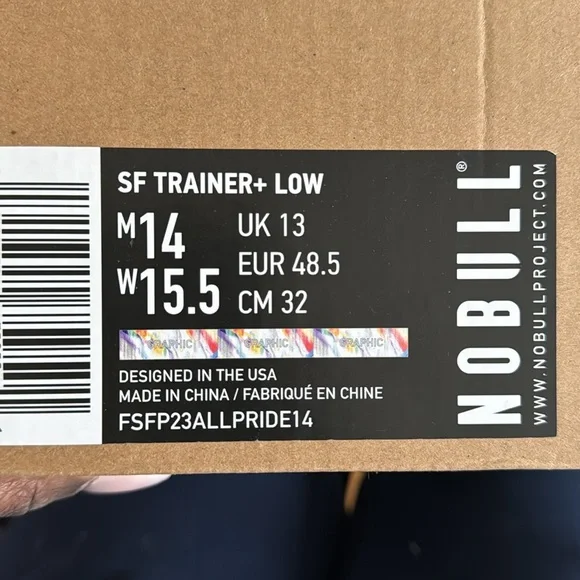 SF TRAINER+ LOW
M14
W15.5
UK 13
EUR 48.5
CM 32
GRAPHIC GRAPHIC GRAPHIC
DESIGNED IN THE USA
MADE IN CHINA / FABRIQUÉ EN CHINE
FSFP23ALLPRIDE14
NOBULL®
WWW.NOBULLPROJECT.COM